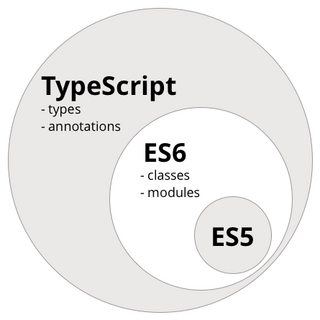 TypeScript
- types
- annotations
ES6
- classes
- modules
ES5